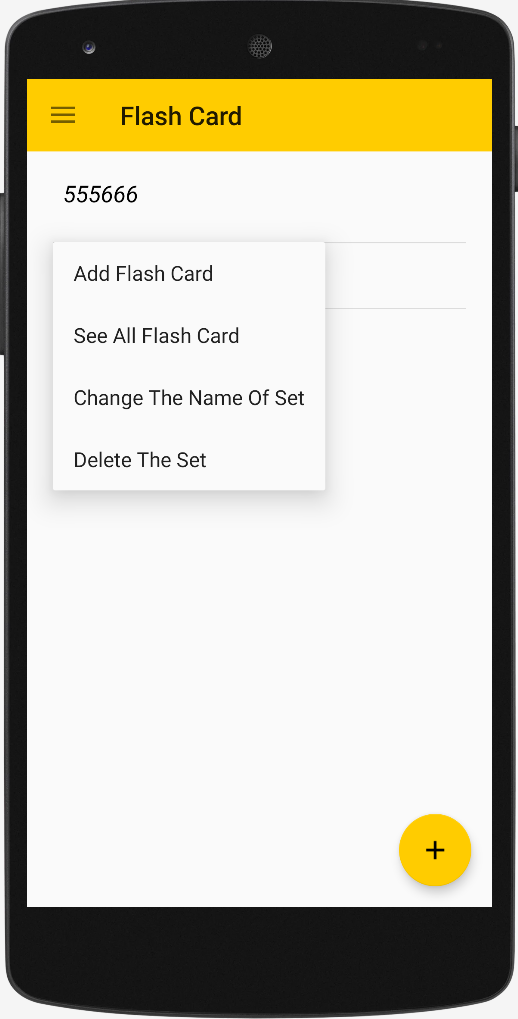 Flash Card
555666
Add Flash Card
See All Flash Card
Change The Name Of Set
Delete The Set
+